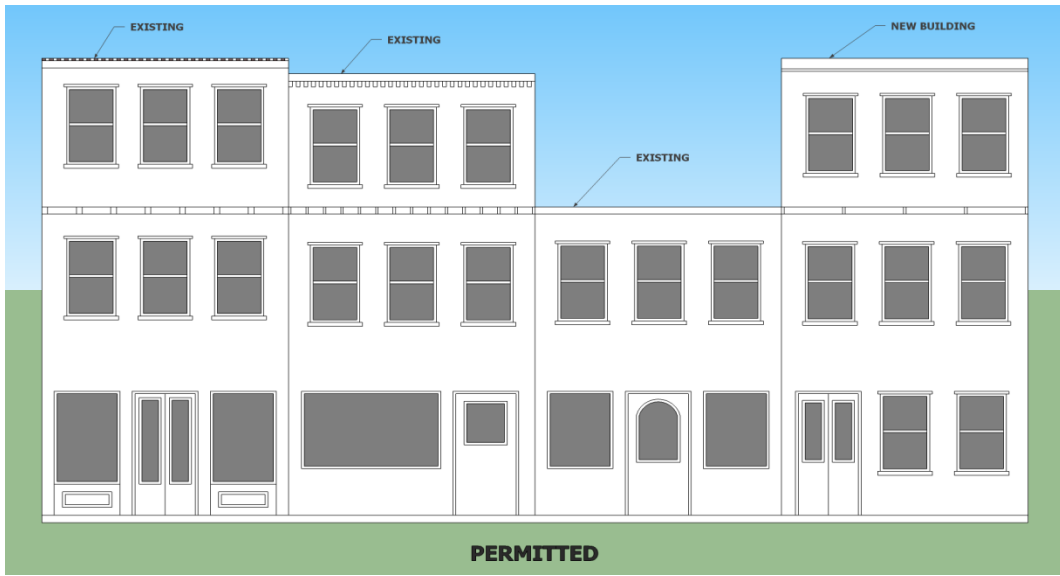 EXISTING
EXISTING
NEW BUILDING
EXISTING
PERMITTED